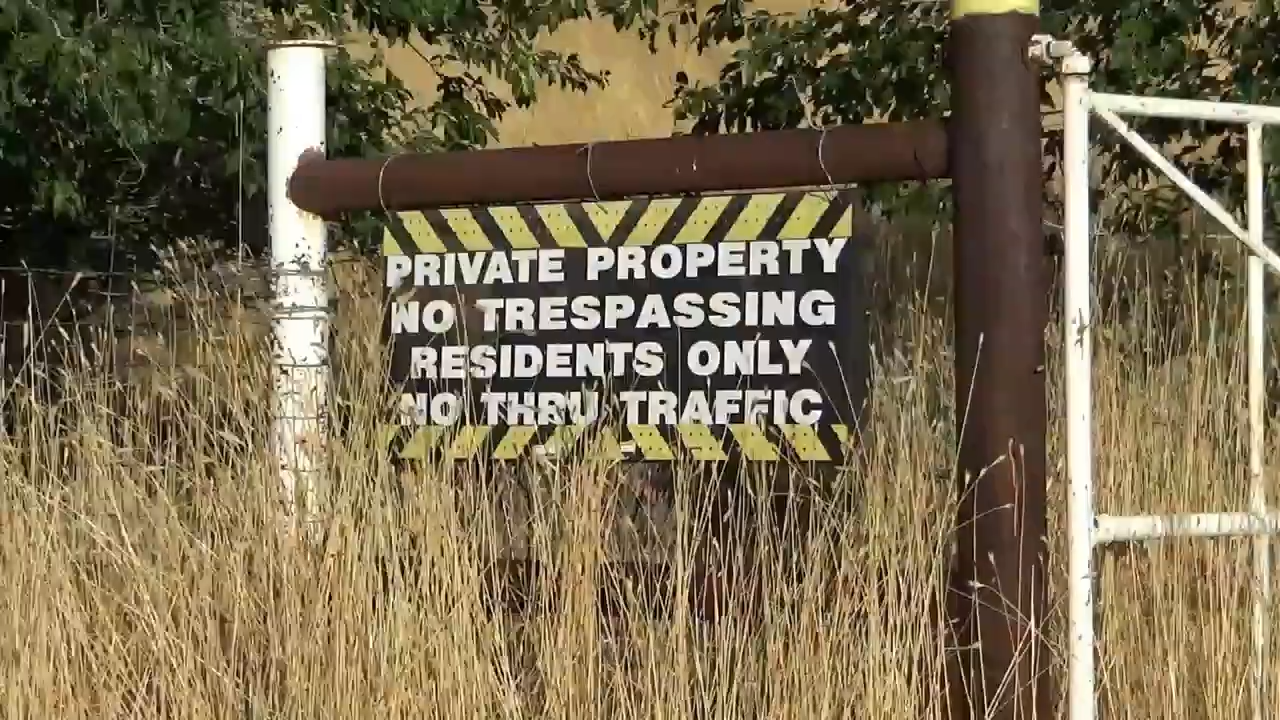 PRIVATE PROPERTY
NO TRESPASSING
RESIDENTS ONLY
NO THRU TRAFFIC